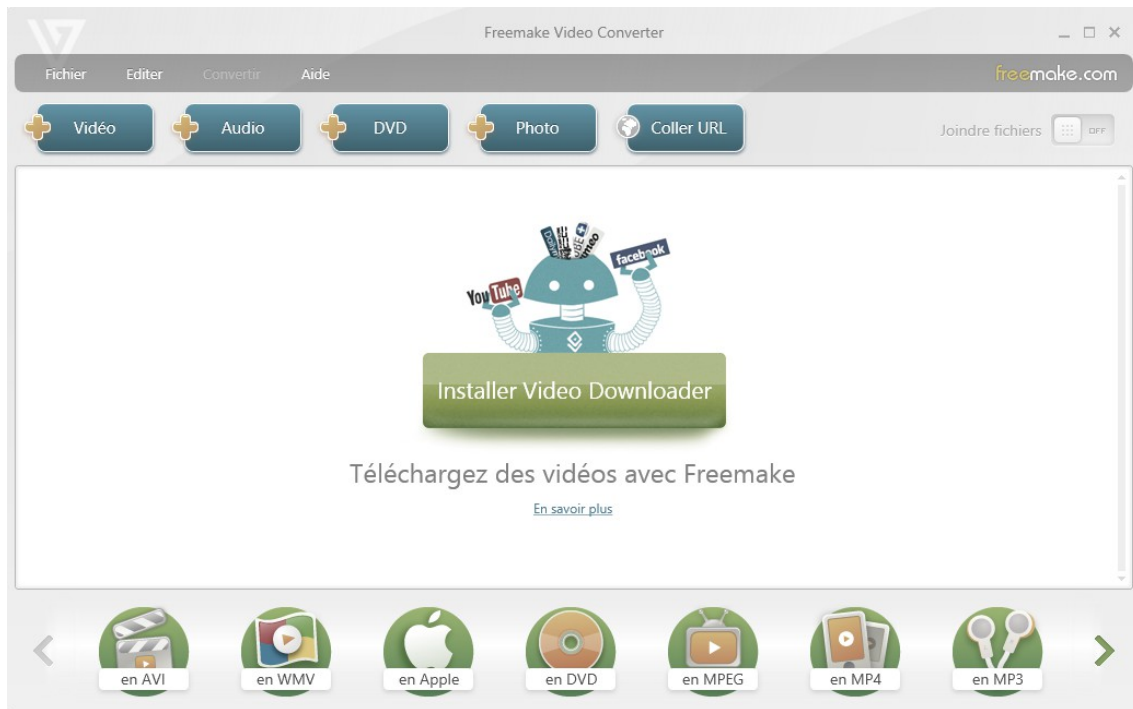 Freemake Video Converter
Fichier Editer Convertir Aide
freemake.com
Vidéo Audio DVD Photo Coller URL
Joindre fichiers OFF
facebook
You Tube
Installer Video Downloader
Téléchargez des vidéos avec Freemake
En savoir plus
en AVI en WMV en Apple en DVD en MPEG en MP4 en MP3